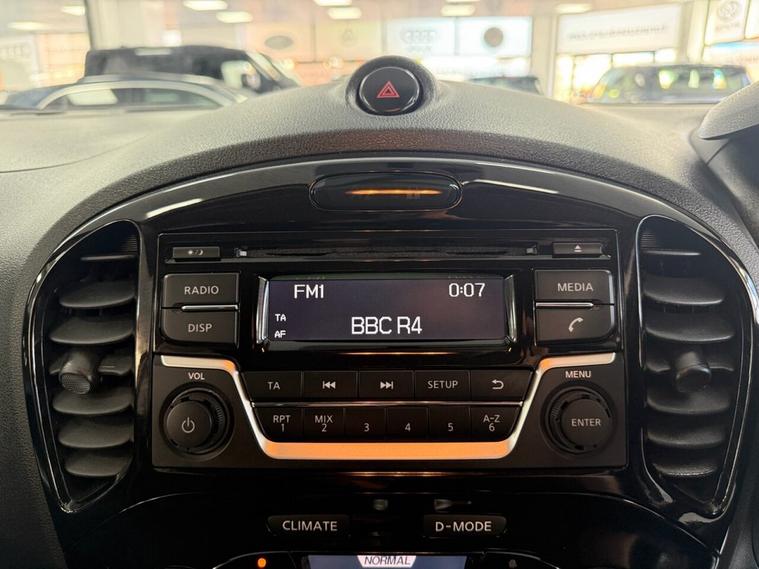 RADIO
DISP
FM1 0:07
TA
AF
BBC R4
MEDIA
VOL
TA
SETUP
MENU
RPT 1
MIX 2
3
4
5
A-Z 6
ENTER
CLIMATE
D-MODE
NORMAL